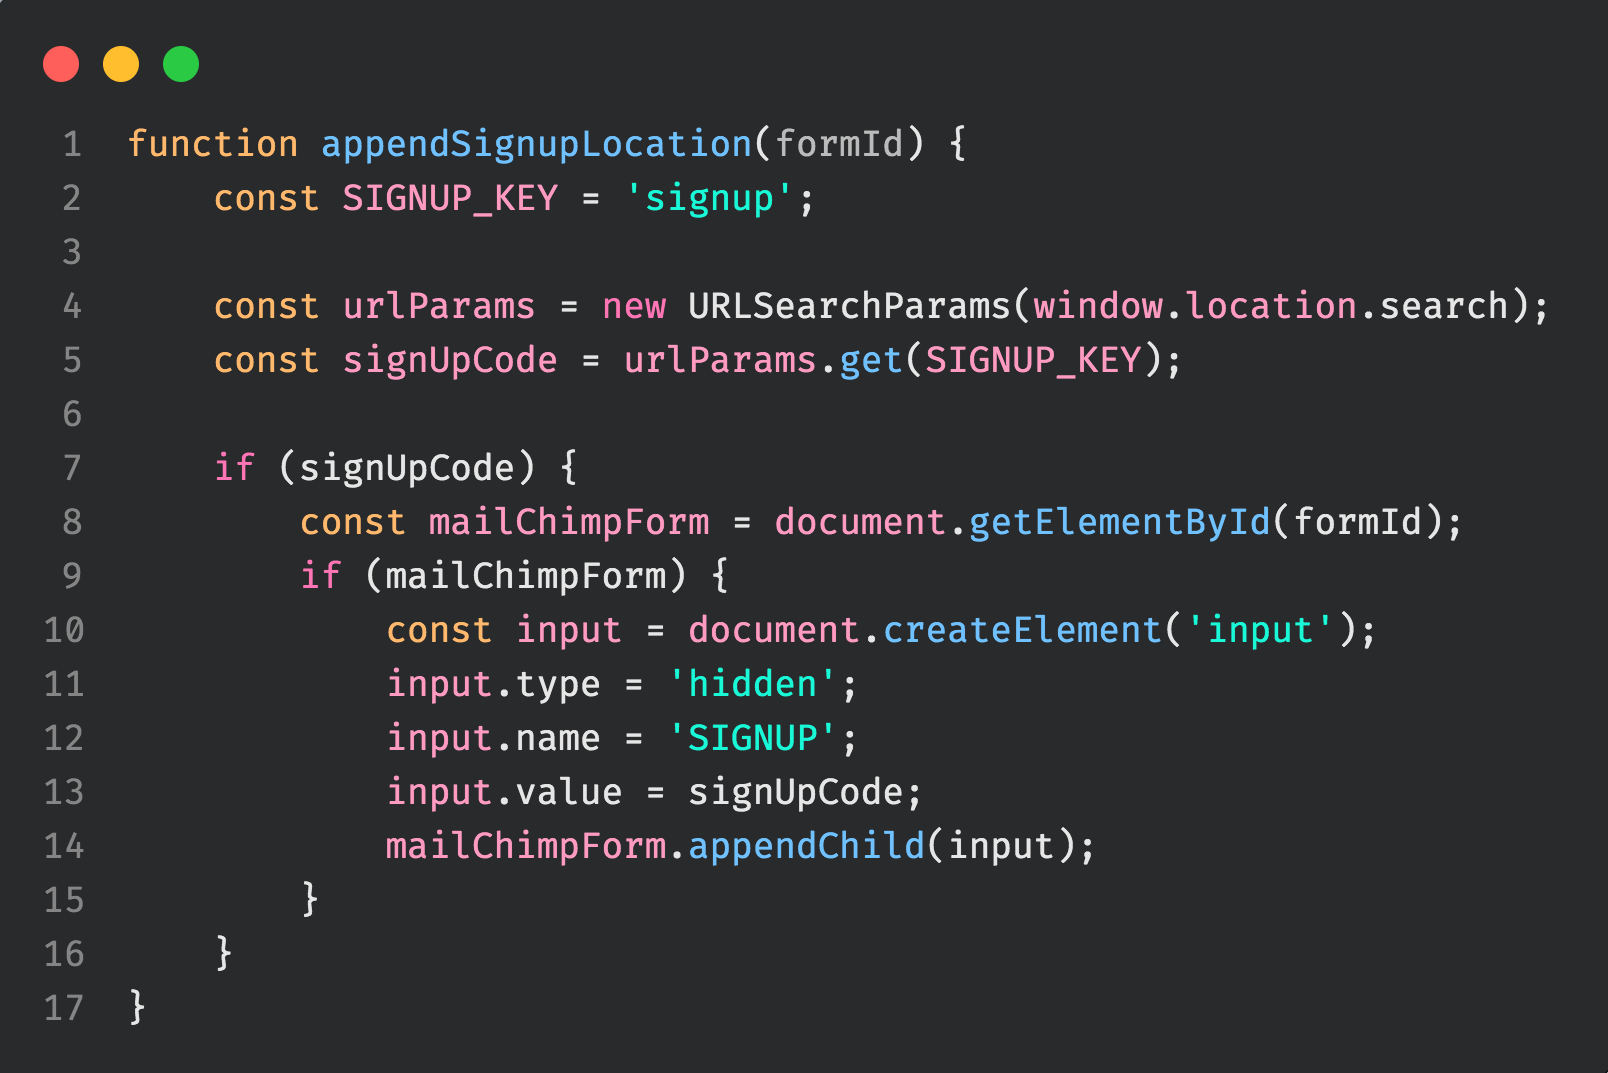 1 function appendSignupLocation(formId) {
2     const SIGNUP_KEY = 'signup';
3
4     const urlParams = new URLSearchParams(window.location.search);
5     const signUpCode = urlParams.get(SIGNUP_KEY);
6
7     if (signUpCode) {
8         const mailChimpForm = document.getElementById(formId);
9         if (mailChimpForm) {
10             const input = document.createElement('input');
11             input.type = 'hidden';
12             input.name = 'SIGNUP';
13             input.value = signUpCode;
14             mailChimpForm.appendChild(input);
15         }
16     }
17 }